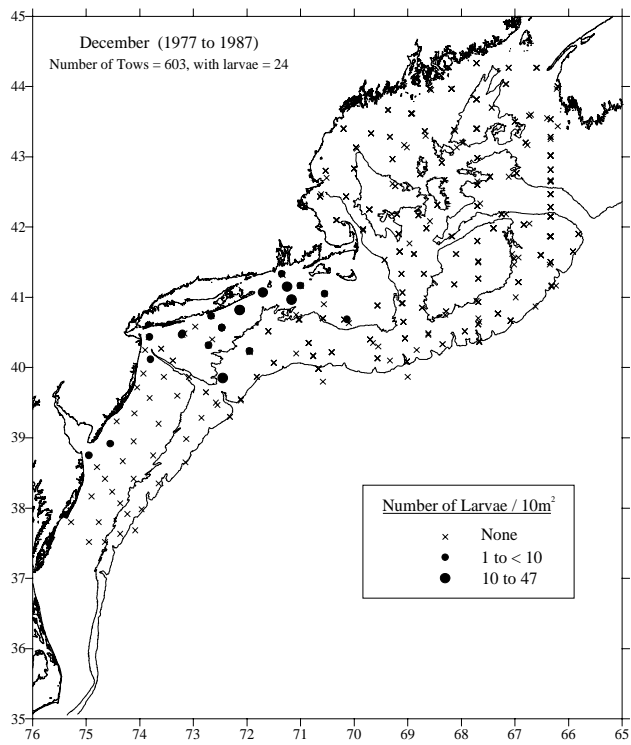 December (1977 to 1987)
Number of Tows = 603, with larvae = 24
45
44
43
42
41
40
39
38
37
36
35
Number of Larvae / 10m²
None
1 to < 10
10 to 47
76 75 74 73 72 71 70 69 68 67 66 65